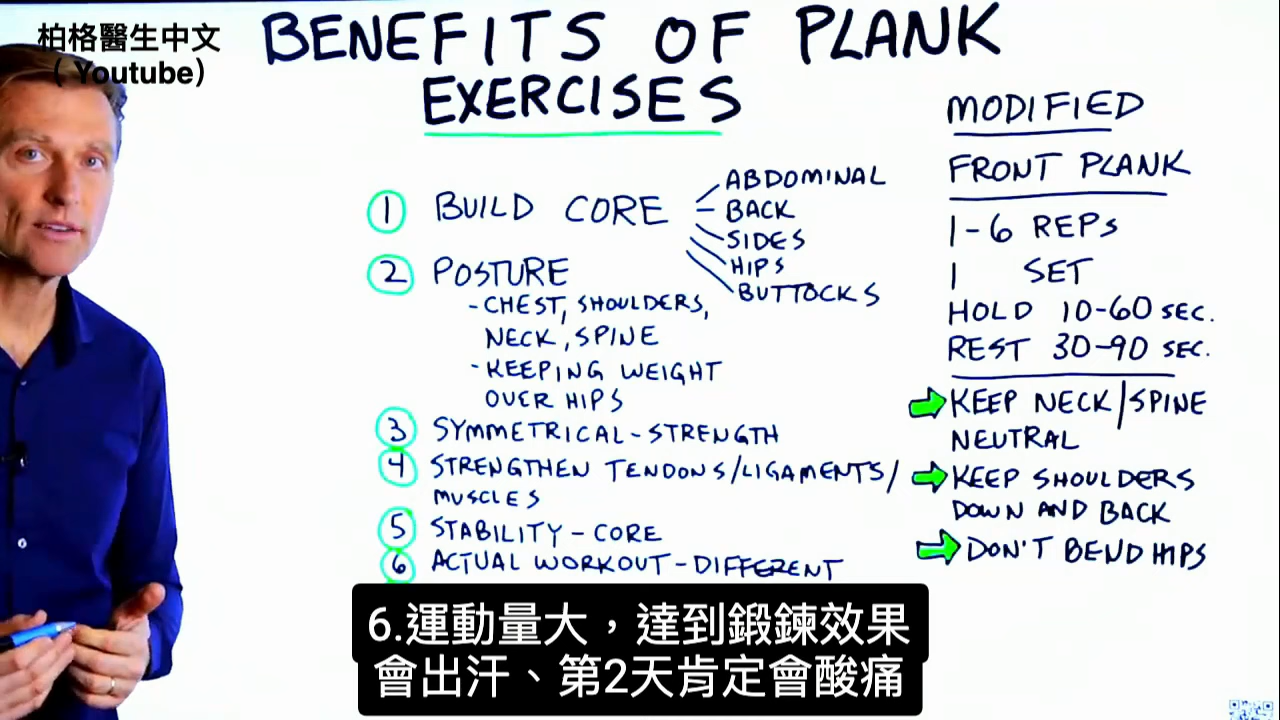 柏格醫生中文
（Youtube）
BENEFITS OF PLANK
EXERCISES
1 BUILD CORE
ABDOMINAL
BACK
SIDES
HIPS
BUTTOCKS
2 POSTURE
- CHEST, SHOULDERS,
NECK, SPINE
- KEEPING WEIGHT
OVER HIPS
3 SYMMETRICAL - STRENGTH
4 STRENGTHEN TENDONS/LIGAMENTS/
MUSCLES
5 STABILITY - CORE
6 ACTUAL WORKOUT - DIFFERENT
MODIFIED
FRONT PLANK
1-6 REPS
1 SET
HOLD 10-60 SEC.
REST 30-90 SEC.
KEEP NECK/SPINE
NEUTRAL
KEEP SHOULDERS
DOWN AND BACK
DON'T BEND HIPS
6.運動量大，達到鍛鍊效果
會出汗、第2天肯定會酸痛